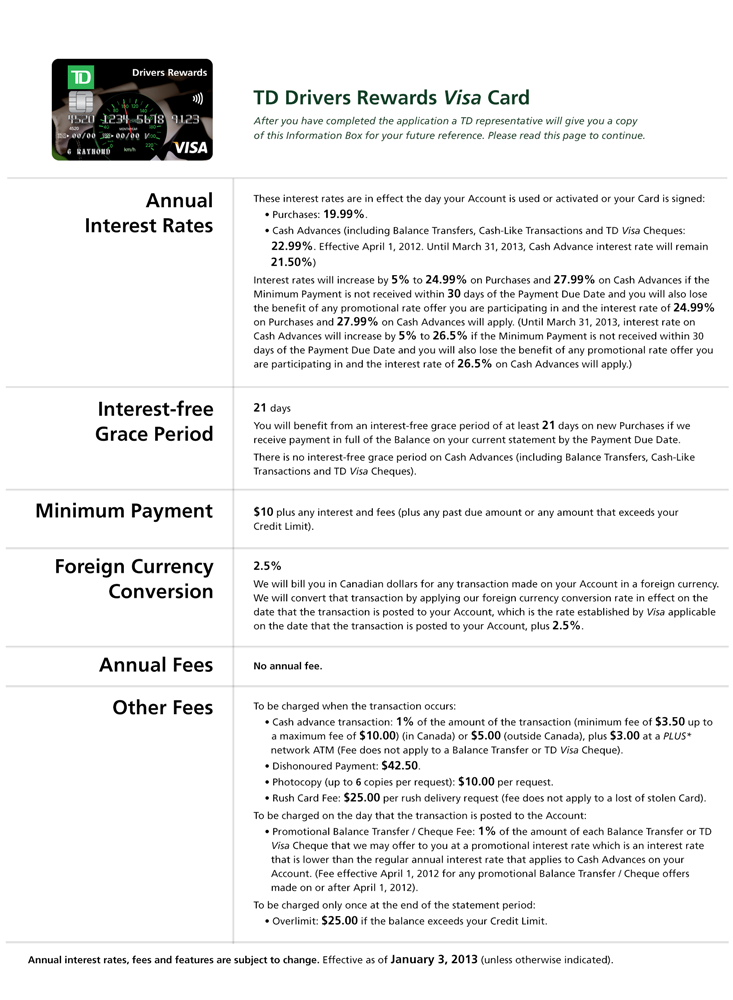 TD
Drivers Rewards
4520 1234 5678 9123
4520
00/00 00/00 V
G RAYMOND
km/h
VISA
TD Drivers Rewards Visa Card
After you have completed the application a TD representative will give you a copy
of this Information Box for your future reference. Please read this page to continue.
Annual
Interest Rates
These interest rates are in effect the day your Account is used or activated or your Card is signed:
• Purchases: 19.99%.
• Cash Advances (including Balance Transfers, Cash-Like Transactions and TD Visa Cheques:
22.99%. Effective April 1, 2012. Until March 31, 2013, Cash Advance interest rate will remain
21.50%)
Interest rates will increase by 5% to 24.99% on Purchases and 27.99% on Cash Advances if the
Minimum Payment is not received within 30 days of the Payment Due Date and you will also lose
the benefit of any promotional rate offer you are participating in and the interest rate of 24.99%
on Purchases and 27.99% on Cash Advances will apply. (Until March 31, 2013, interest rate on
Cash Advances will increase by 5% to 26.5% if the Minimum Payment is not received within 30
days of the Payment Due Date and you will also lose the benefit of any promotional rate offer you
are participating in and the interest rate of 26.5% on Cash Advances will apply.)
Interest-free
Grace Period
21 days
You will benefit from an interest-free grace period of at least 21 days on new Purchases if we
receive payment in full of the Balance on your current statement by the Payment Due Date.
There is no interest-free grace period on Cash Advances (including Balance Transfers, Cash-Like
Transactions and TD Visa Cheques).
Minimum Payment
$10 plus any interest and fees (plus any past due amount or any amount that exceeds your
Credit Limit).
Foreign Currency
Conversion
2.5%
We will bill you in Canadian dollars for any transaction made on your Account in a foreign currency.
We will convert that transaction by applying our foreign currency conversion rate in effect on the
date that the transaction is posted to your Account, which is the rate established by Visa applicable
on the date that the transaction is posted to your Account, plus 2.5%.
Annual Fees
No annual fee.
Other Fees
To be charged when the transaction occurs:
• Cash advance transaction: 1% of the amount of the transaction (minimum fee of $3.50 up to
a maximum fee of $10.00) (in Canada) or $5.00 (outside Canada), plus $3.00 at a PLUS*
network ATM (Fee does not apply to a Balance Transfer or TD Visa Cheque).
• Dishonoured Payment: $42.50.
• Photocopy (up to 6 copies per request): $10.00 per request.
• Rush Card Fee: $25.00 per rush delivery request (fee does not apply to a lost of stolen Card).
To be charged on the day that the transaction is posted to the Account:
• Promotional Balance Transfer / Cheque Fee: 1% of the amount of each Balance Transfer or TD
Visa Cheque that we may offer to you at a promotional interest rate which is an interest rate
that is lower than the regular annual interest rate that applies to Cash Advances on your
Account. (Fee effective April 1, 2012 for any promotional Balance Transfer / Cheque offers
made on or after April 1, 2012).
To be charged only once at the end of the statement period:
• Overlimit: $25.00 if the balance exceeds your Credit Limit.
Annual interest rates, fees and features are subject to change. Effective as of January 3, 2013 (unless otherwise indicated).